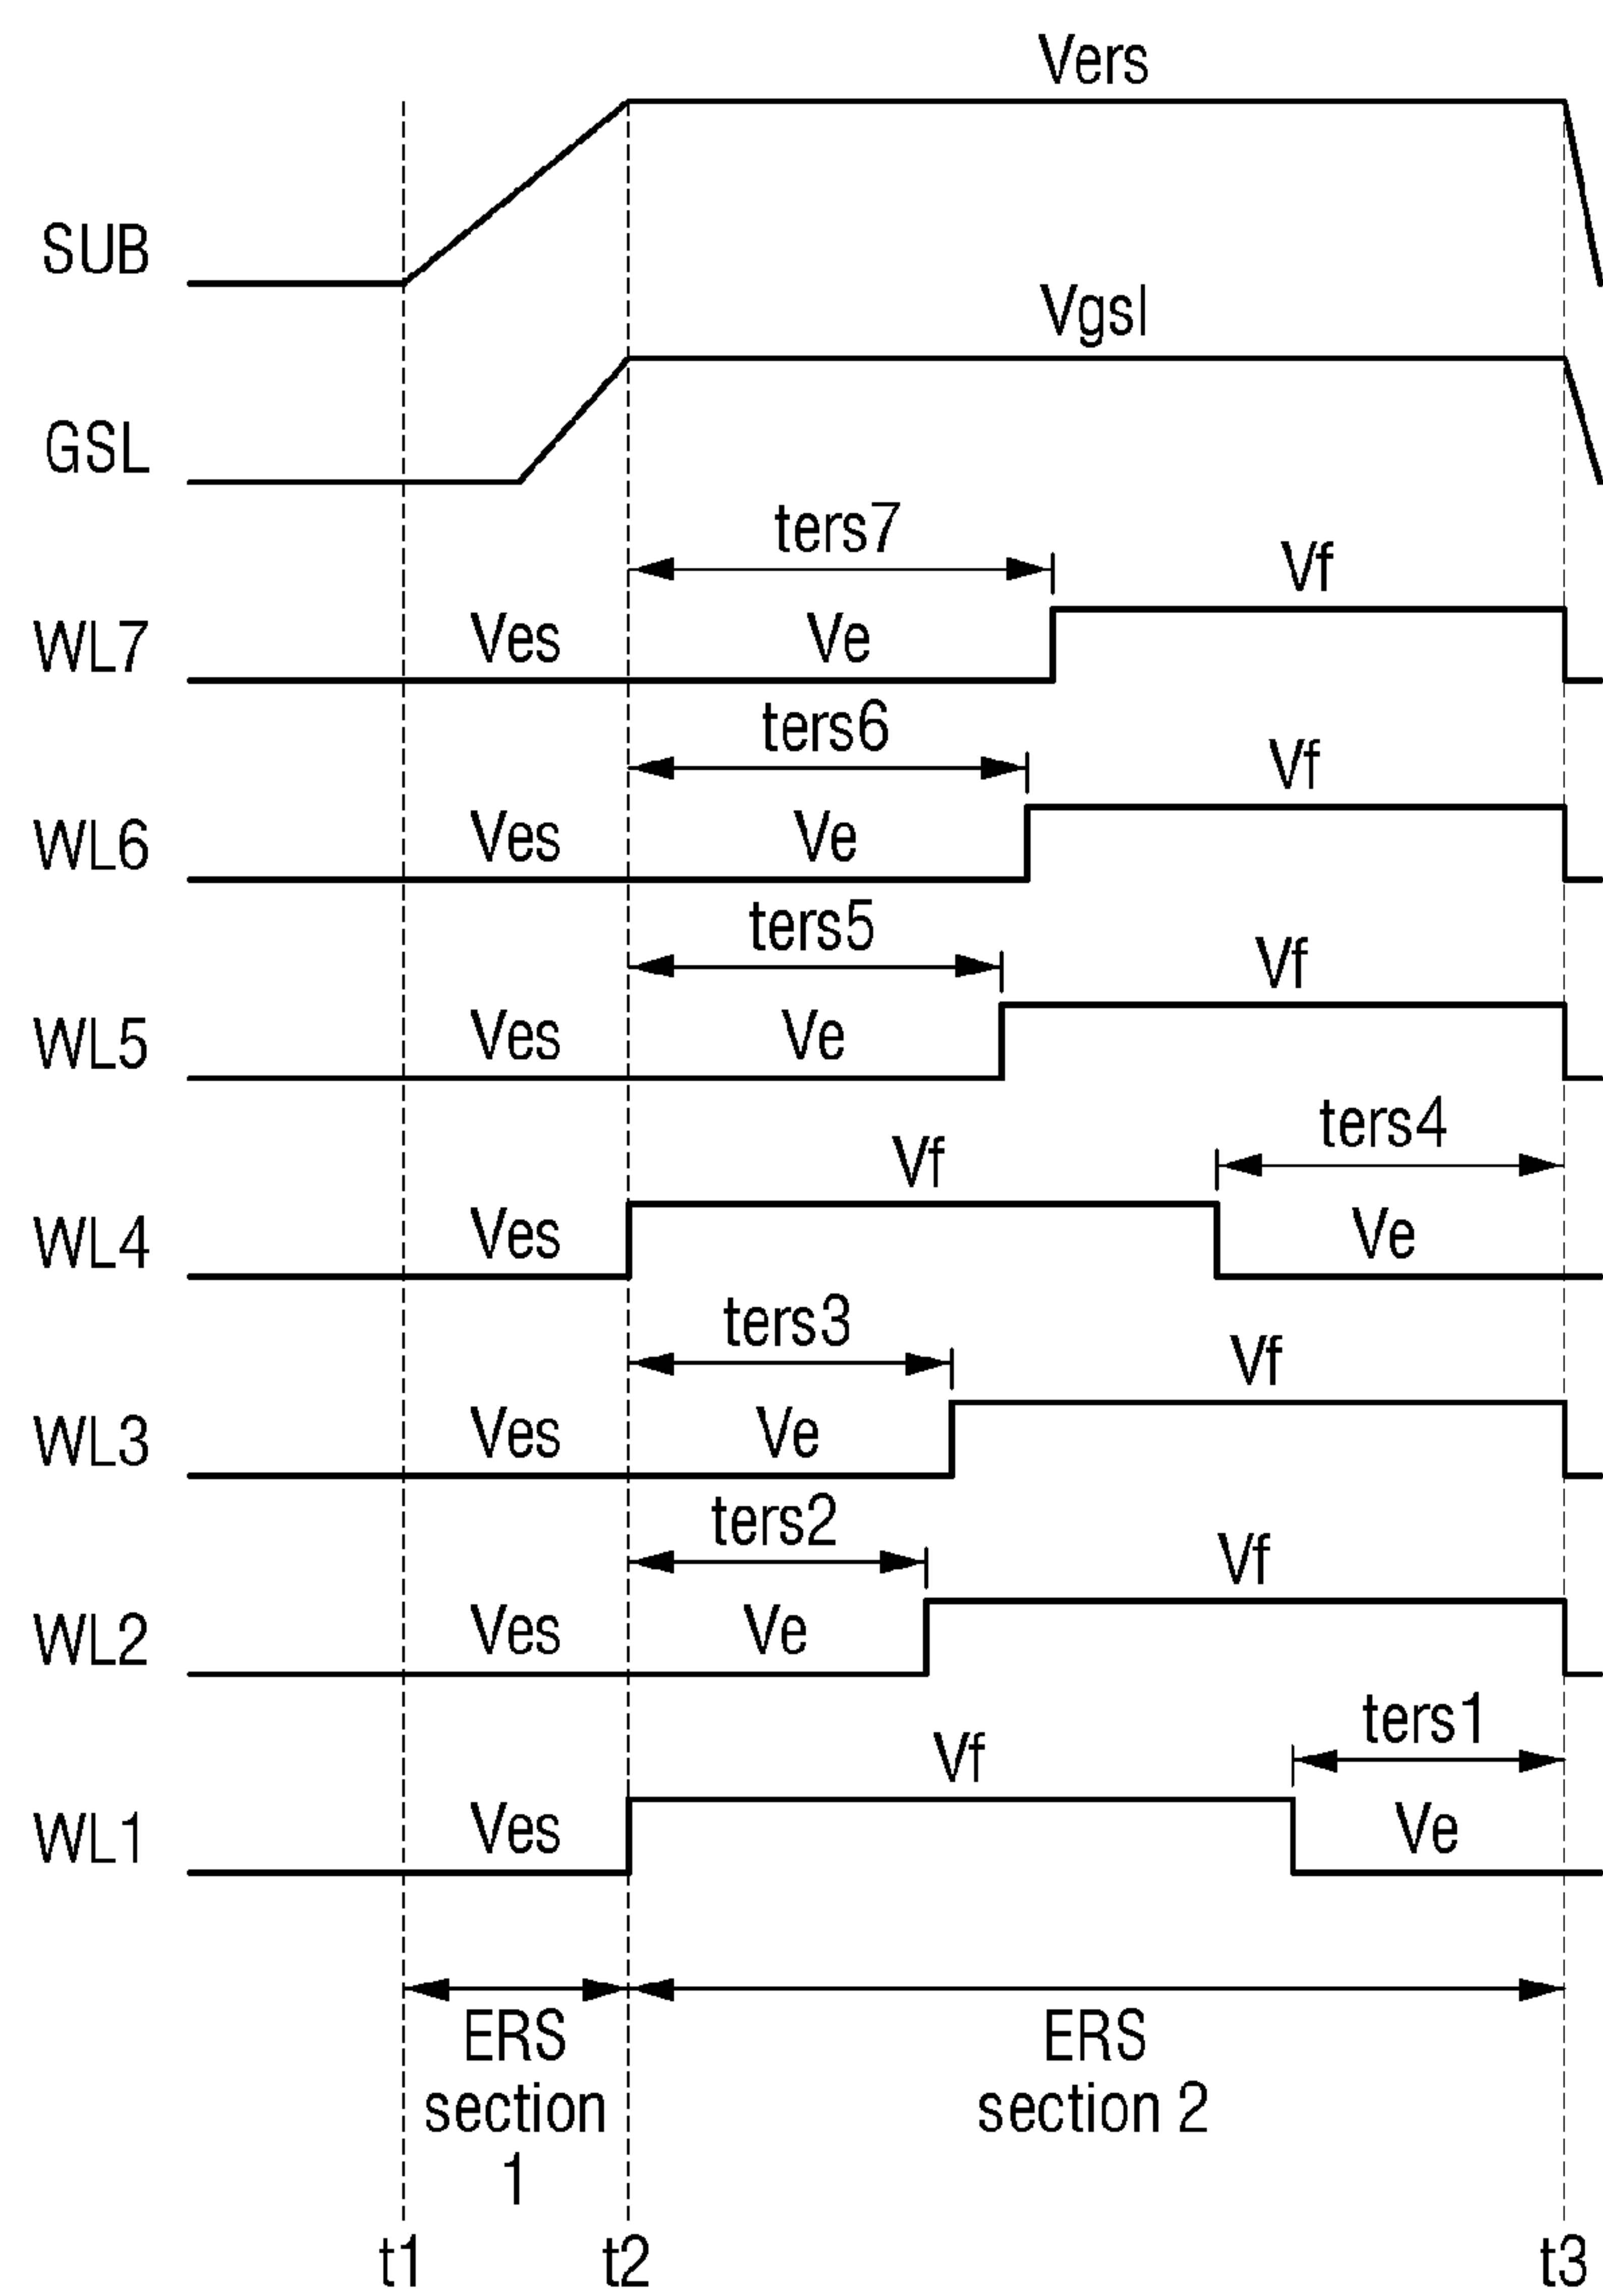 Vers
SUB
Vgsl
GSL
ters7
Vf
WL7 Ves Ve
ters6
Vf
WL6 Ves Ve
ters5
Vf
WL5 Ves Ve
ters4
Vf
WL4 Ves Ve
ters3
Vf
WL3 Ves Ve
ters2
Vf
WL2 Ves Ve
ters1
Vf
WL1 Ves Ve
ERS
section
1
ERS
section 2
t1 t2 t3